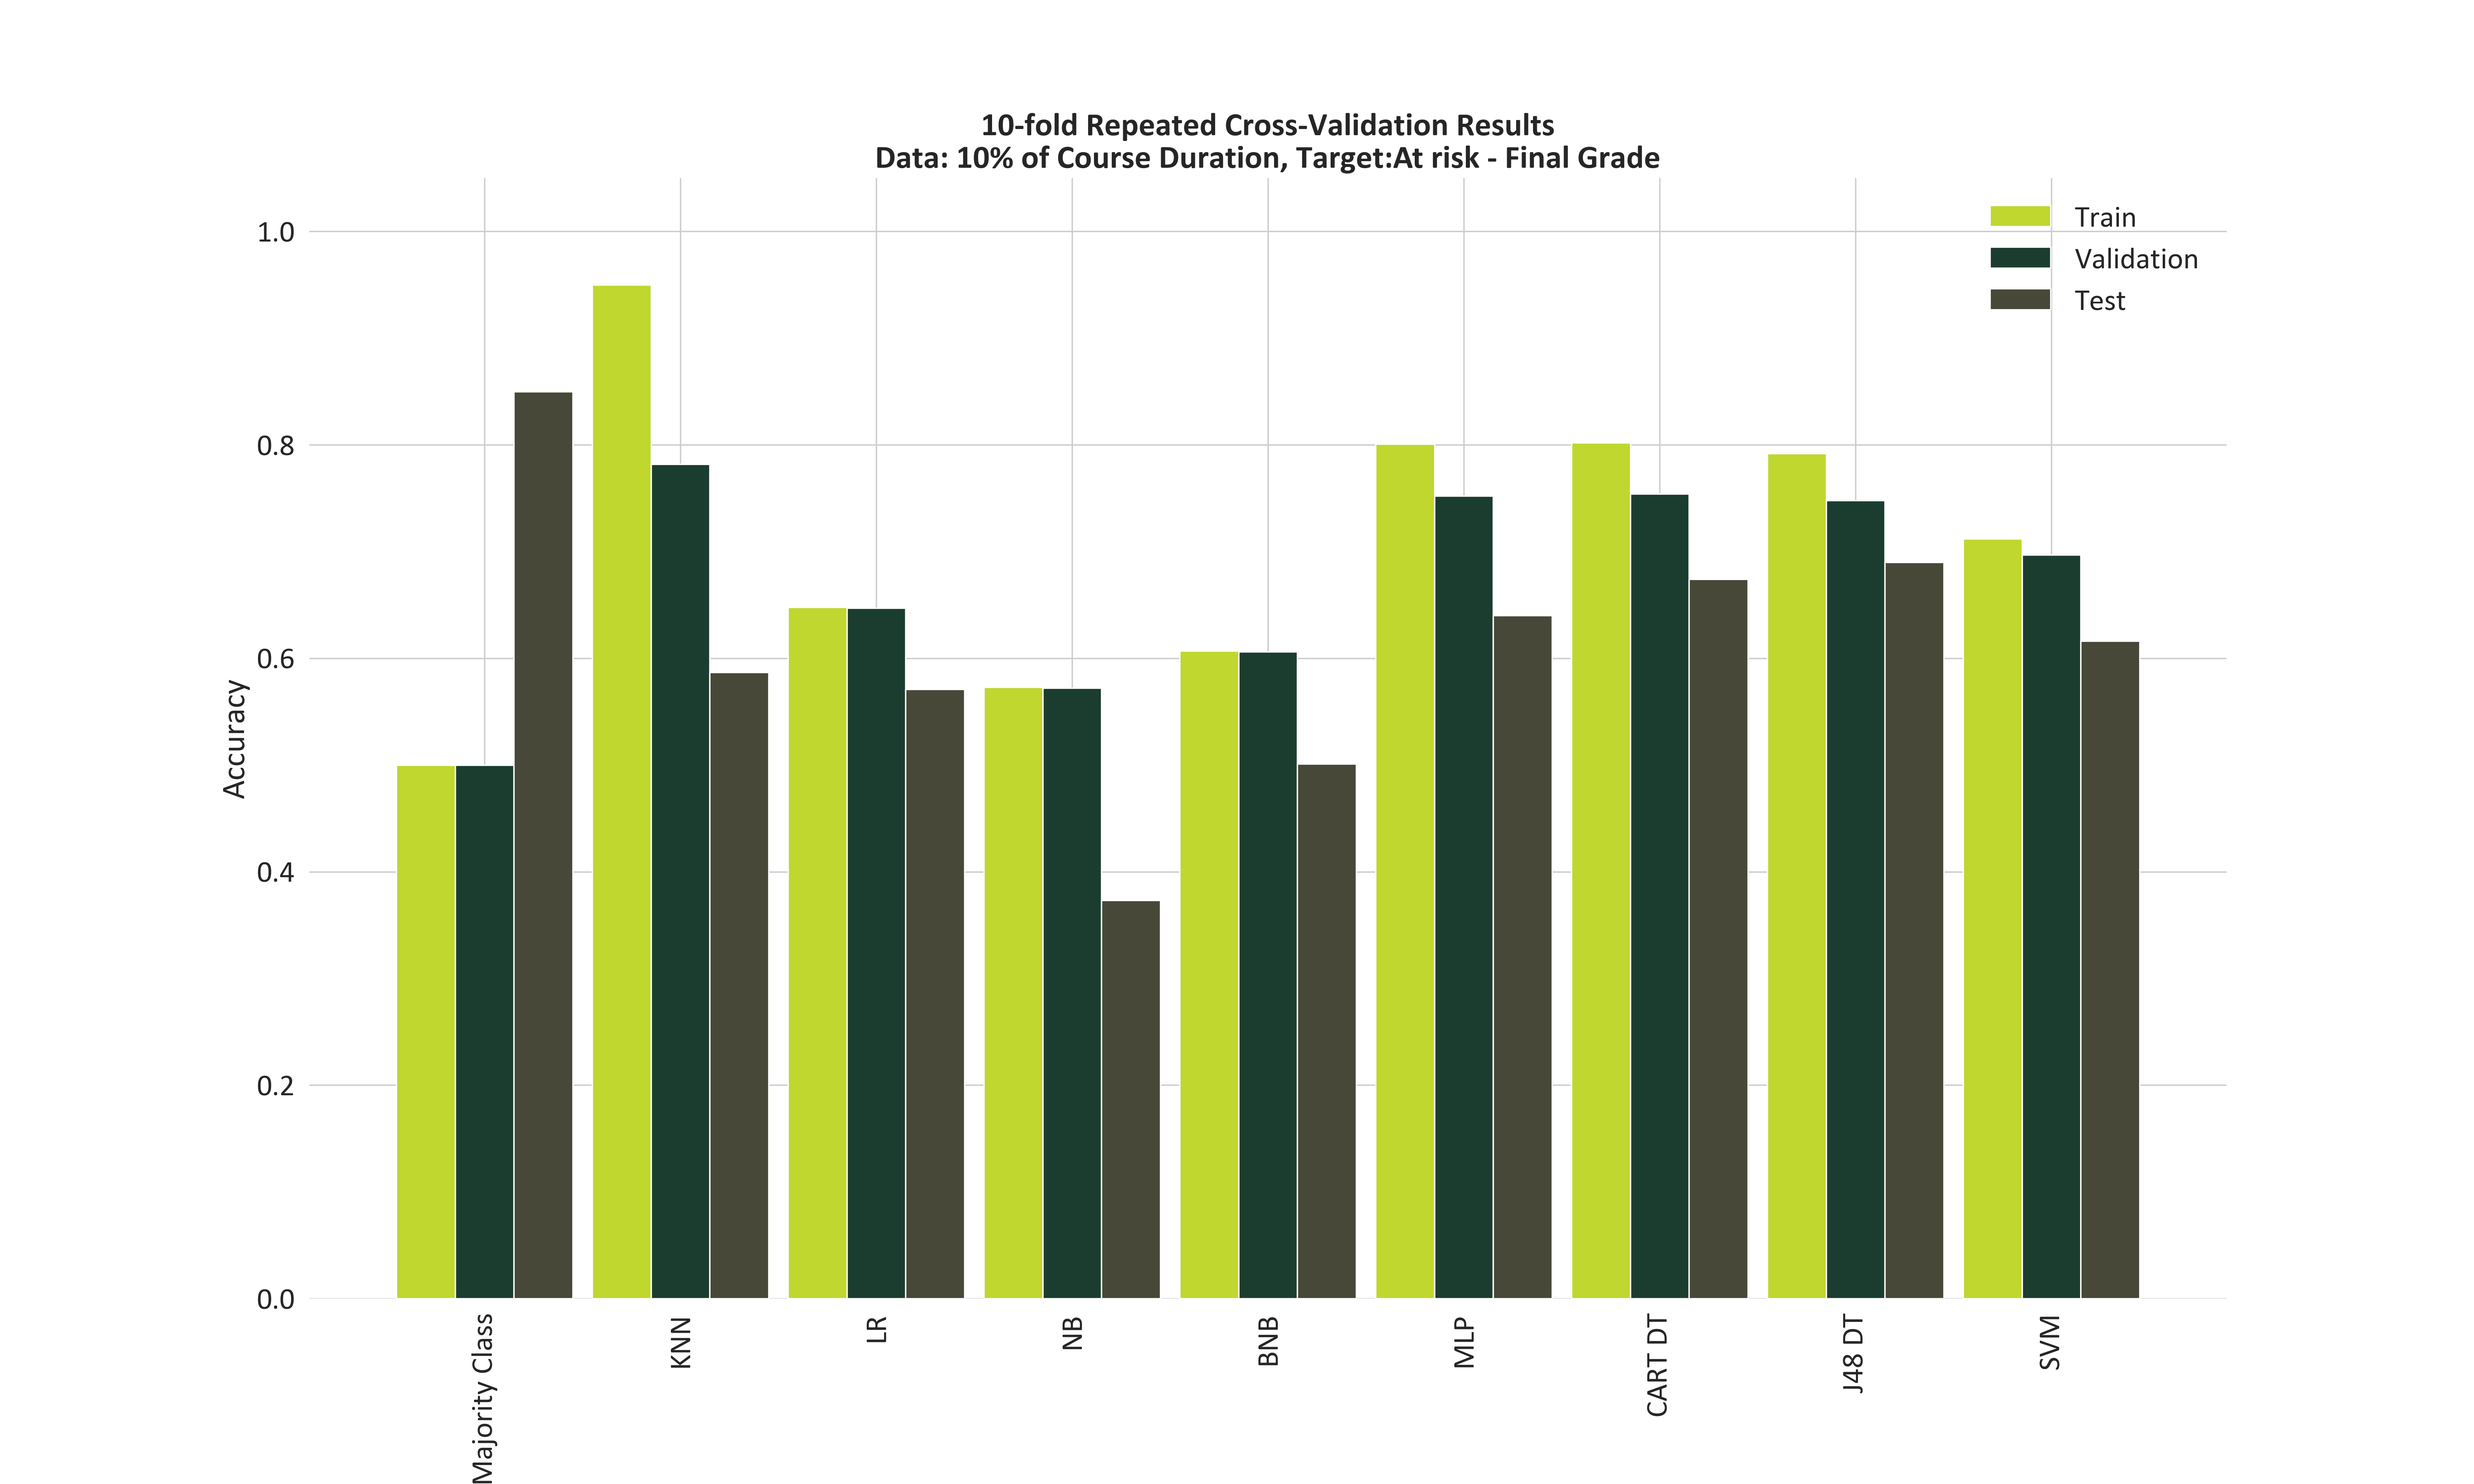 10-fold Repeated Cross-Validation Results
Data: 10% of Course Duration, Target:At risk - Final Grade
Train
Validation
Test
Accuracy
1.0
0.8
0.6
0.4
0.2
0.0
Majority Class
KNN
LR
NB
BNB
MLP
CART DT
J48 DT
SVM